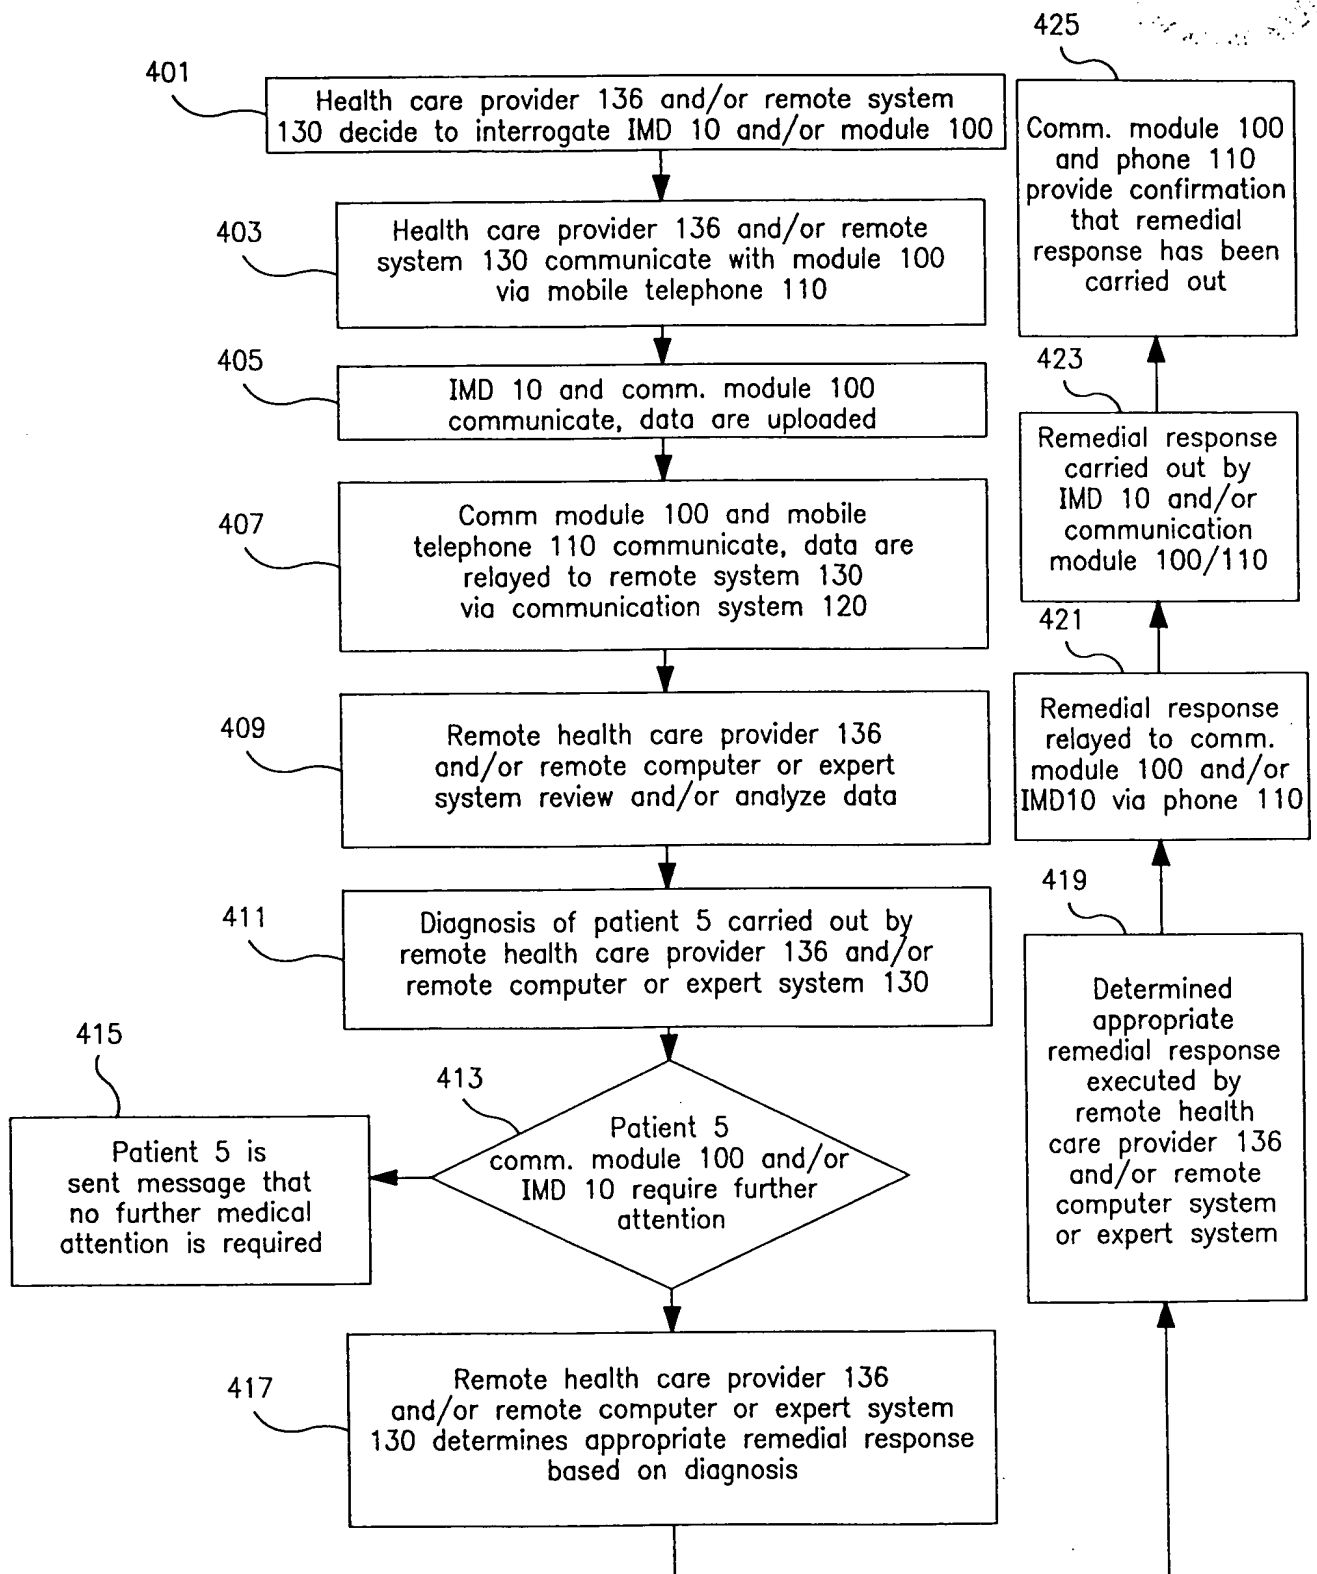 401
Health care provider 136 and/or remote system
130 decide to interrogate IMD 10 and/or module 100
403
Health care provider 136 and/or remote
system 130 communicate with module 100
via mobile telephone 110
405
IMD 10 and comm. module 100
communicate, data are uploaded
407
Comm module 100 and mobile
telephone 110 communicate, data are
relayed to remote system 130
via communication system 120
409
Remote health care provider 136
and/or remote computer or expert
system review and/or analyze data
411
Diagnosis of patient 5 carried out by
remote health care provider 136 and/or
remote computer or expert system 130
413
Patient 5
comm. module 100 and/or
IMD 10 require further
attention
415
Patient 5 is
sent message that
no further medical
attention is required
417
Remote health care provider 136
and/or remote computer or expert system
130 determines appropriate remedial response
based on diagnosis
419
Determined
appropriate
remedial response
executed by
remote health
care provider 136
and/or remote
computer system
or expert system
421
Remedial response
relayed to comm.
module 100 and/or
IMD10 via phone 110
423
Remedial response
carried out by
IMD 10 and/or
communication
module 100/110
425
Comm. module 100
and phone 110
provide confirmation
that remedial
response has been
carried out